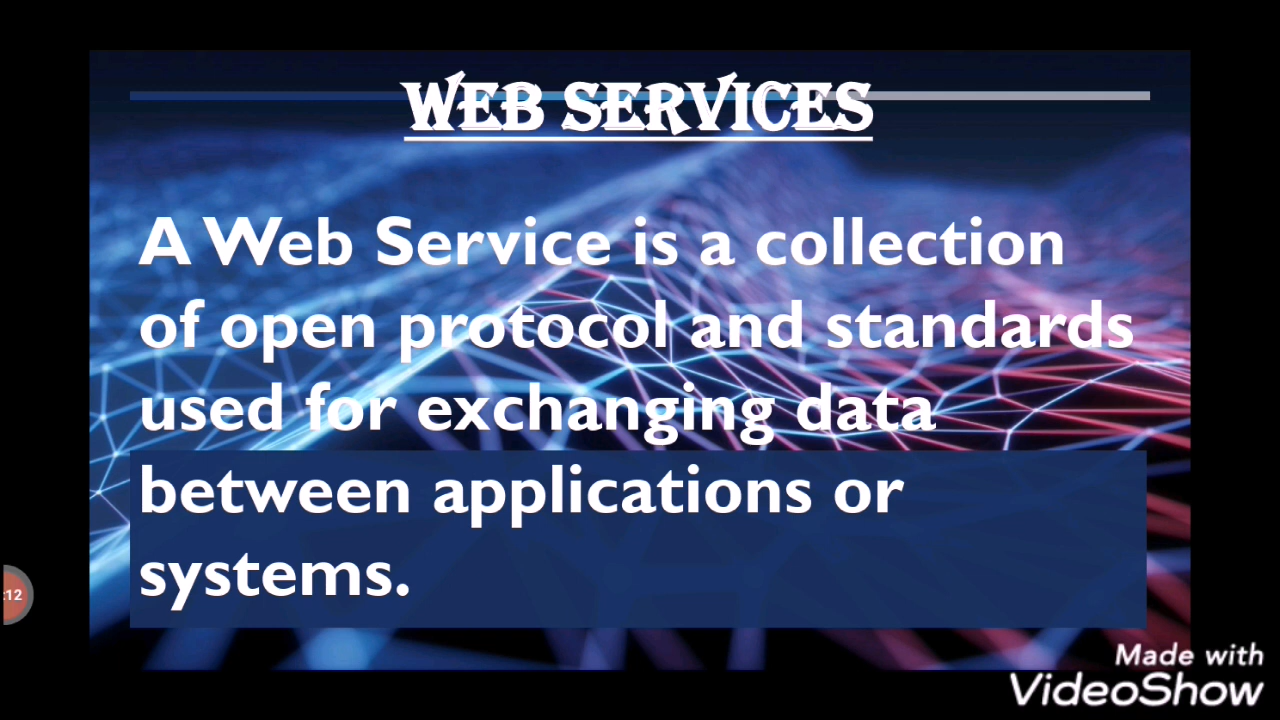 WEB SERVICES
A Web Service is a collection
of open protocol and standards
used for exchanging data
between applications or
systems.
:12
Made with
VideoShow